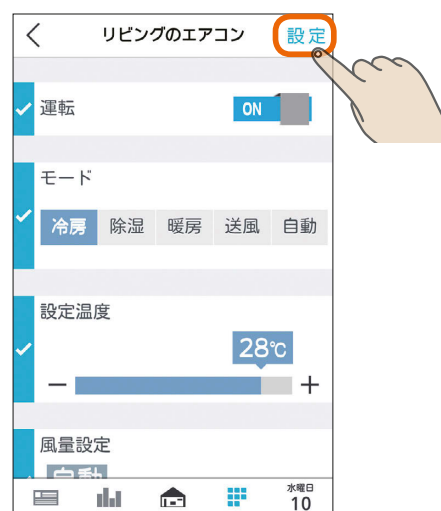 リビングのエアコン 設定
運転 ON
モード
冷房 除湿 暖房 送風 自動
設定温度
28℃
− +
風量設定
自動
水曜日
10